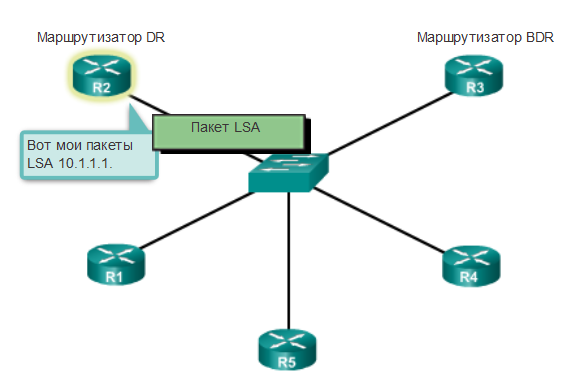 Маршрутизатор DR
Маршрутизатор BDR
R2
R3
Пакет LSA
Вот мои пакеты
LSA 10.1.1.1.
R1
R4
R5